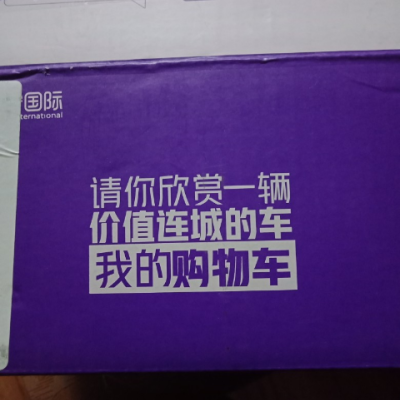 国际
ternational
请你欣赏一辆
价值连城的车
我的购物车